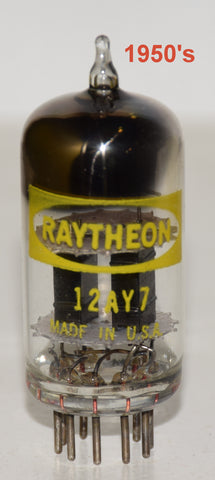 1950's
RAYTHEON
12AY7
MADE IN U.S.A.